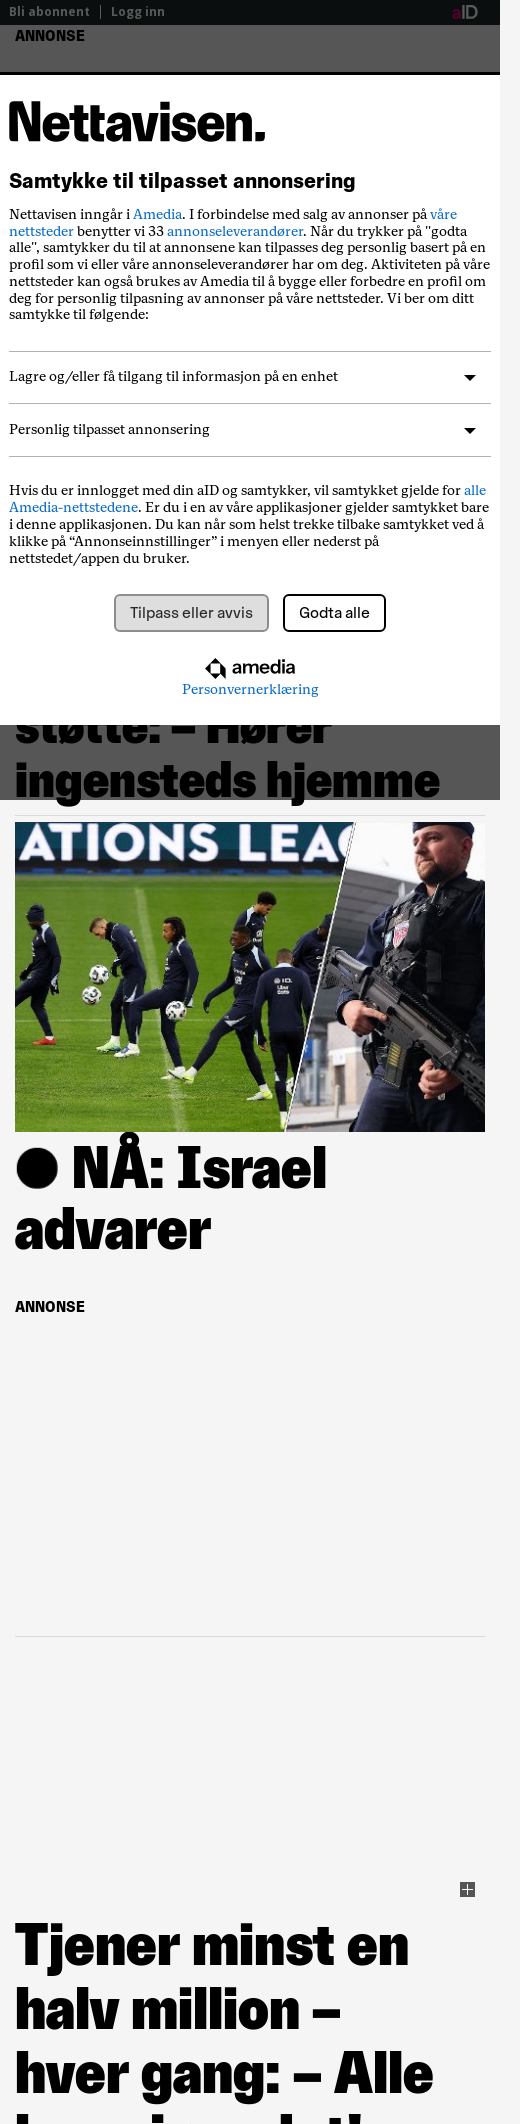 Bli abonnent | Logg inn
aID
ANNONSE
Nettavisen.
Samtykke til tilpasset annonsering
Nettavisen inngår i Amedia. I forbindelse med salg av annonser på våre
nettsteder benytter vi 33 annonseleverandører. Når du trykker på "godta
alle", samtykker du til at annonsene kan tilpasses deg personlig basert på en
profil som vi eller våre annonseleverandører har om deg. Aktiviteten på våre
nettsteder kan også brukes av Amedia til å bygge eller forbedre en profil om
deg for personlig tilpasning av annonser på våre nettsteder. Vi ber om ditt
samtykke til følgende:
Lagre og/eller få tilgang til informasjon på en enhet
Personlig tilpasset annonsering
Hvis du er innlogget med din aID og samtykker, vil samtykket gjelde for alle
Amedia-nettstedene. Er du i en av våre applikasjoner gjelder samtykket bare
i denne applikasjonen. Du kan når som helst trekke tilbake samtykket ved å
klikke på “Annonseinnstillinger” i menyen eller nederst på
nettstedet/appen du bruker.
Tilpass eller avvis
Godta alle
amedia
Personvernerklæring
støtte: – Hører
ingensteds hjemme
ATIONS LEAG
NÅ: Israel
advarer
ANNONSE
Tjener minst en
halv million –
hver gang: – Alle